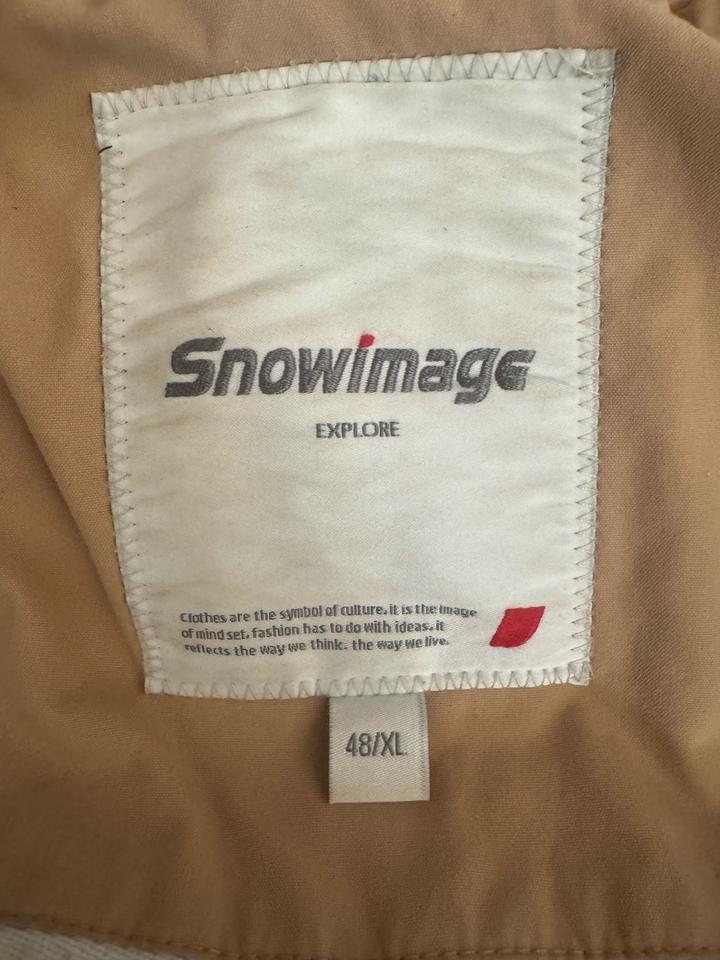 Snowimage
EXPLORE
Clothes are the symbol of culture, it is the image
of mind set, fashion has to do with ideas, it
reflects the way we think, the way we live.
48/XL